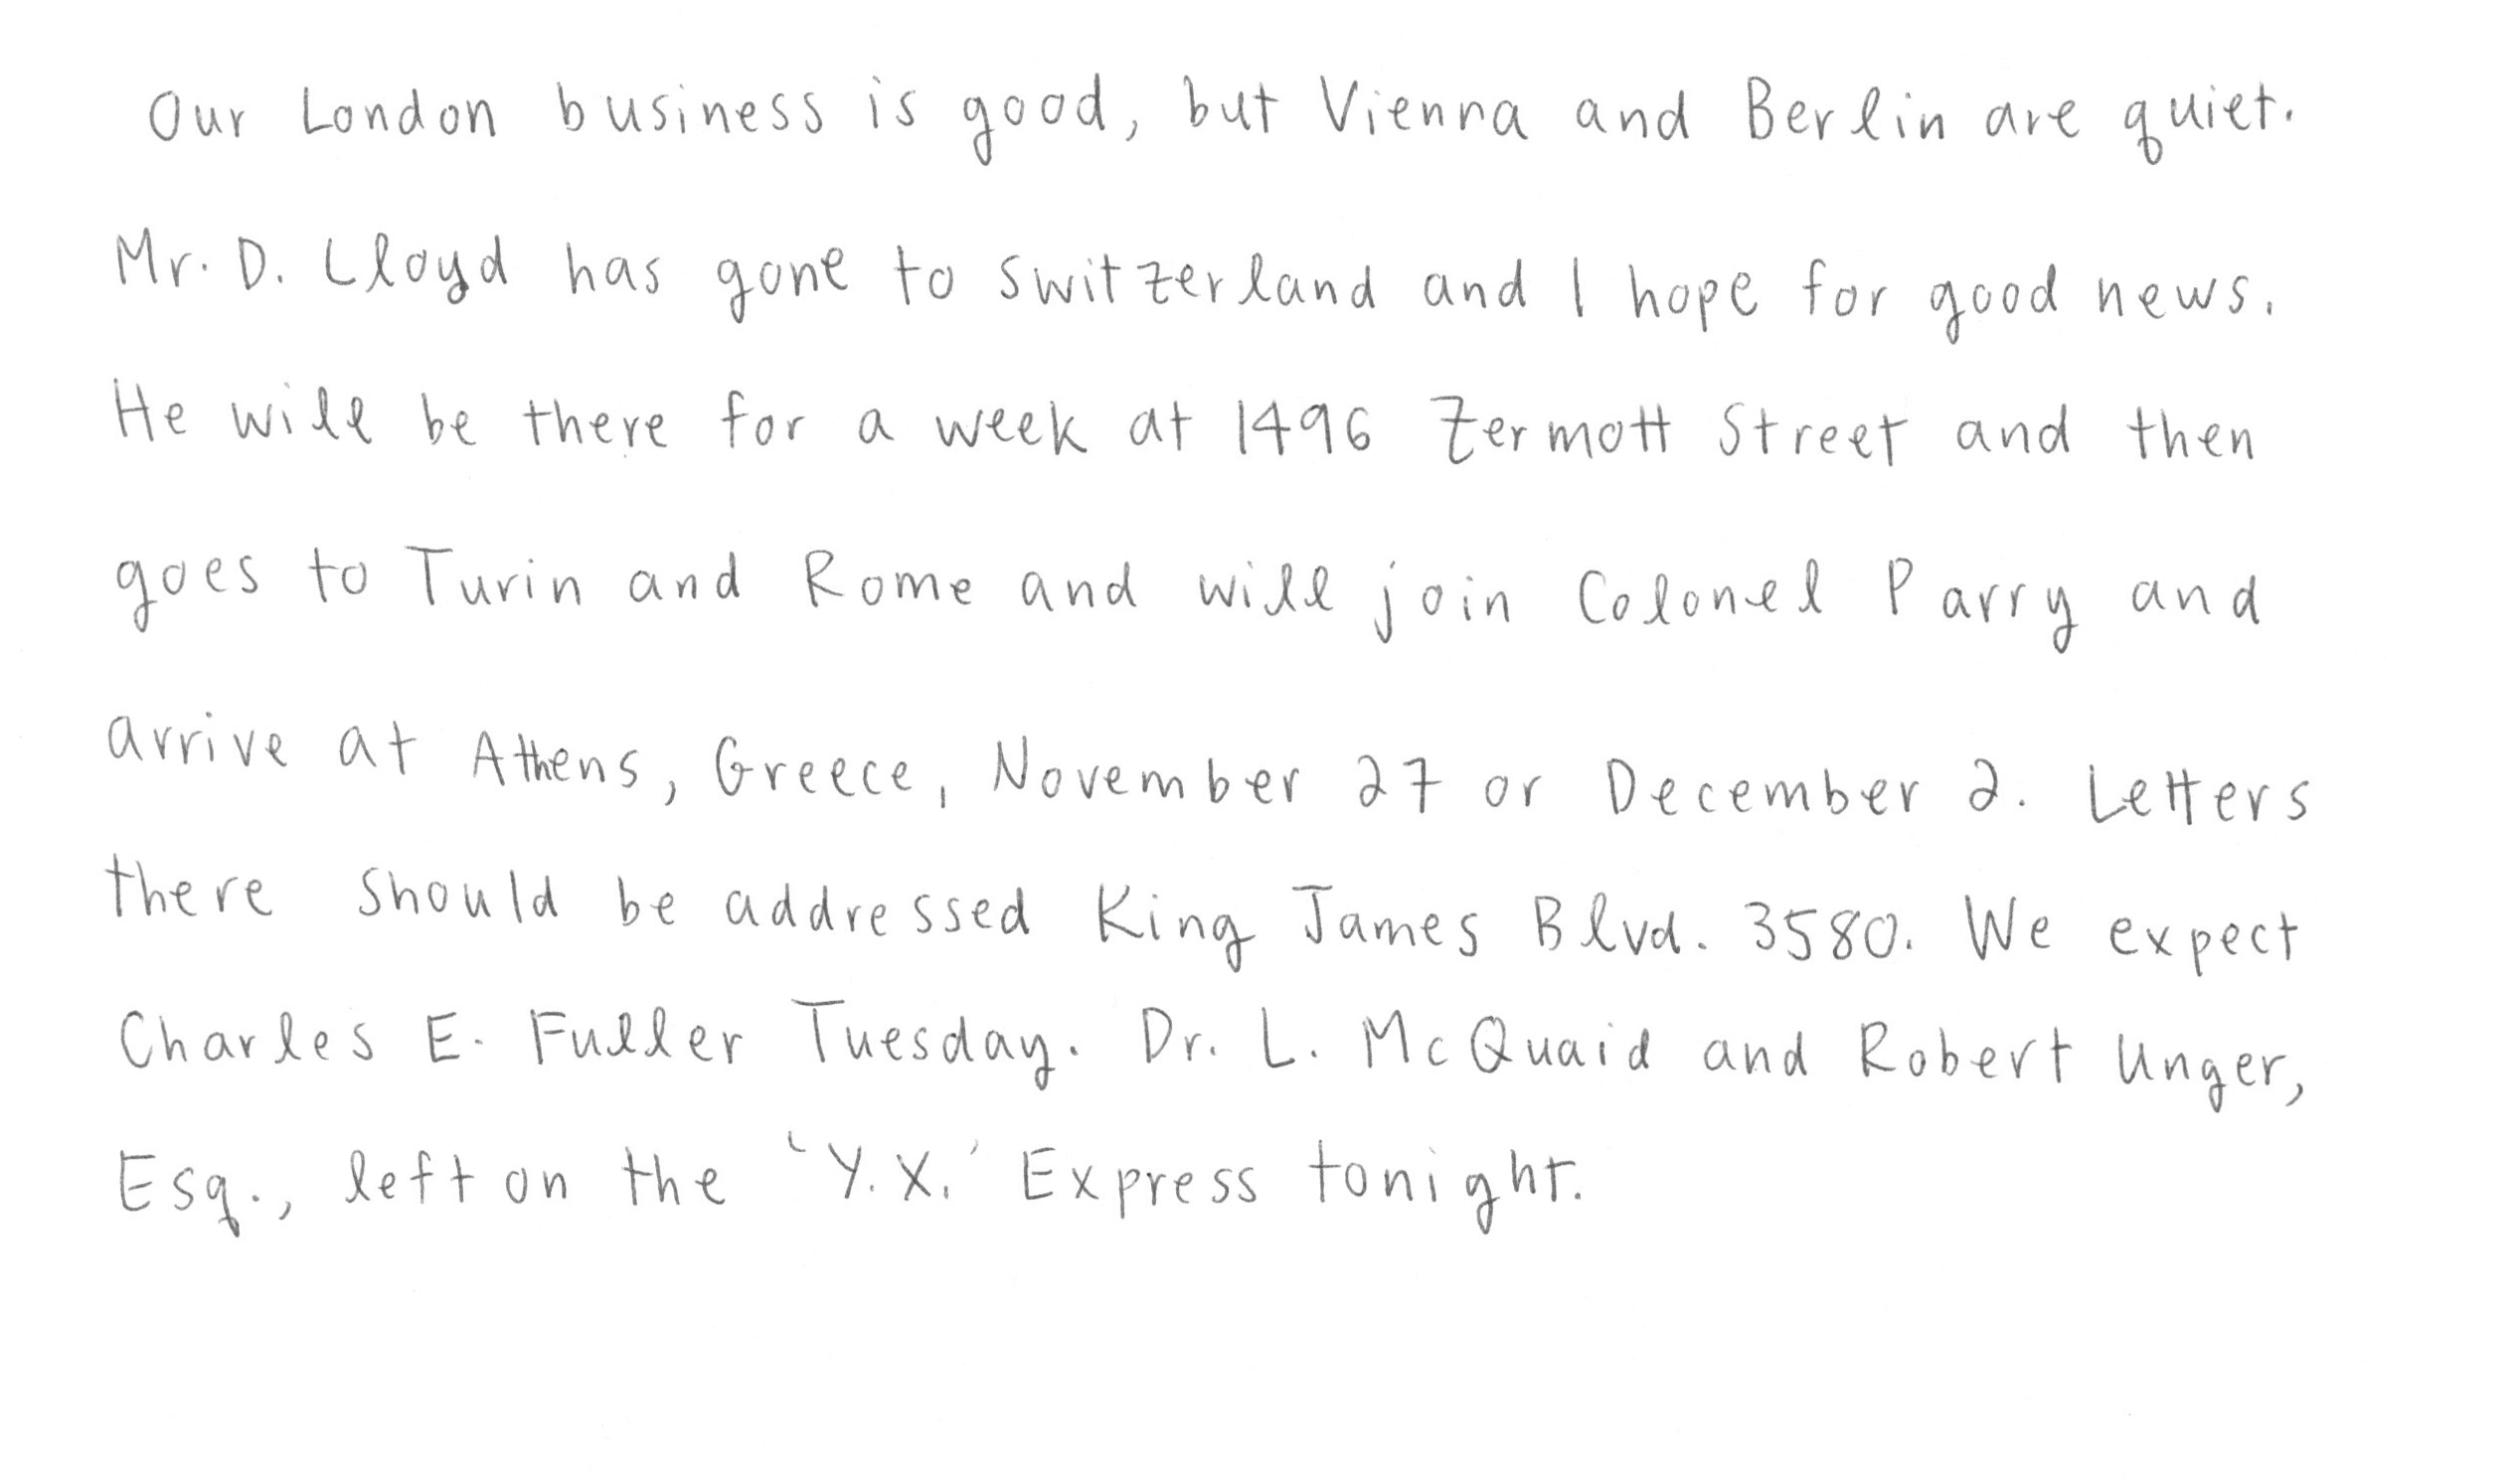 Our London business is good, but Vienna and Berlin are quiet.
Mr. D. Lloyd has gone to Switzerland and I hope for good news.
He will be there for a week at 1496 Zermott Street and then
goes to Turin and Rome and will join Colonel Parry and
arrive at Athens, Greece, November 27 or December 2. Letters
there should be addressed King James Blvd. 3580. We expect
Charles E. Fuller Tuesday. Dr. L. McQuaid and Robert Unger,
Esq., left on the 'Y.X.' Express tonight.